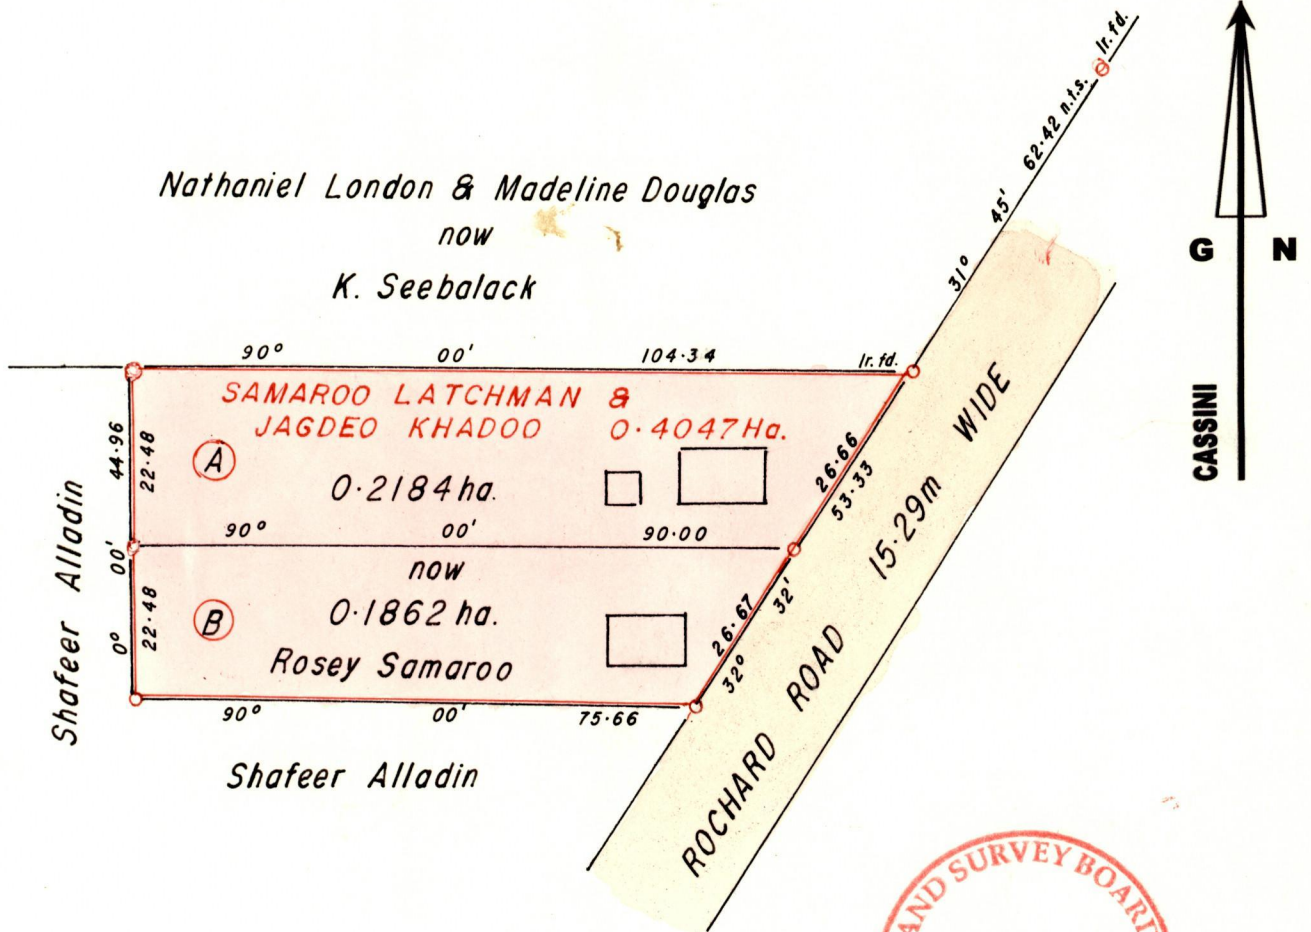 Ir. fd.
62·42 n.t.s.
45'
31°
Nathaniel London & Madeline Douglas
now
K. Seebalack
G N
CASSINI
90° 00' 104·34 Ir. fd.
SAMAROO LATCHMAN &
JAGDEO KHADOO 0·4047Ha.
44·96
22·48
A
0·2184 ha.
26·66
53·33
90° 00' 90·00
00'
0°
22·48
now
B
0·1862 ha.
Rosey Samaroo
26·67
32'
32°
90° 00' 75·66
Shafeer Alladin
Shafeer Alladin
ROCHARD ROAD 15·29m WIDE
AND SURVEY BOARD